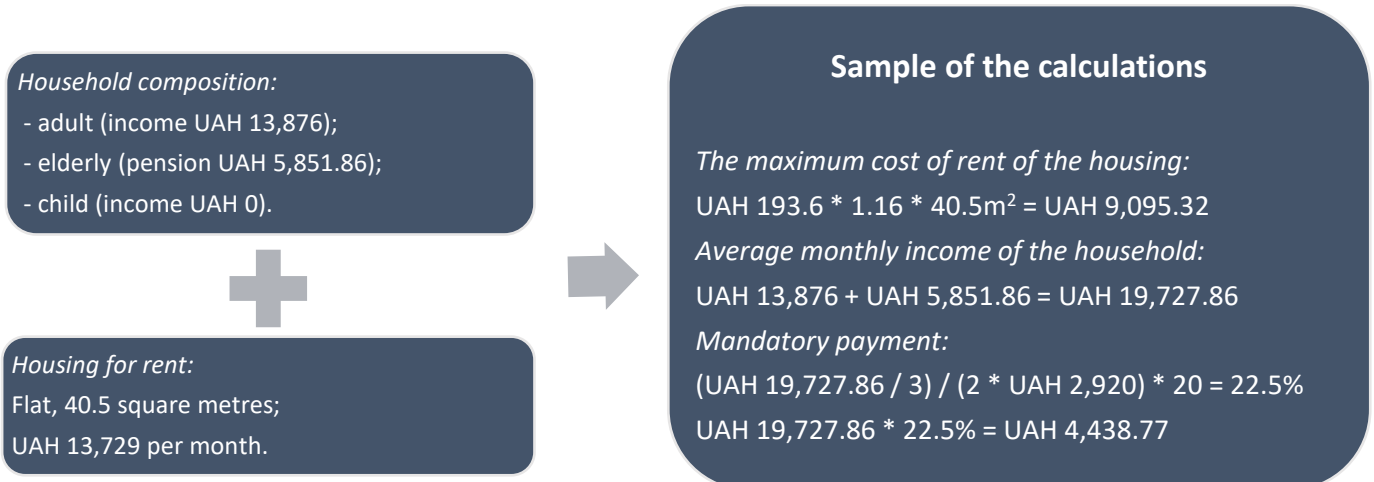 Household composition:
- adult (income UAH 13,876);
- elderly (pension UAH 5,851.86);
- child (income UAH 0).
Housing for rent:
Flat, 40.5 square metres;
UAH 13,729 per month.
Sample of the calculations
The maximum cost of rent of the housing:
UAH 193.6 * 1.16 * 40.5m² = UAH 9,095.32
Average monthly income of the household:
UAH 13,876 + UAH 5,851.86 = UAH 19,727.86
Mandatory payment:
(UAH 19,727.86 / 3) / (2 * UAH 2,920) * 20 = 22.5%
UAH 19,727.86 * 22.5% = UAH 4,438.77